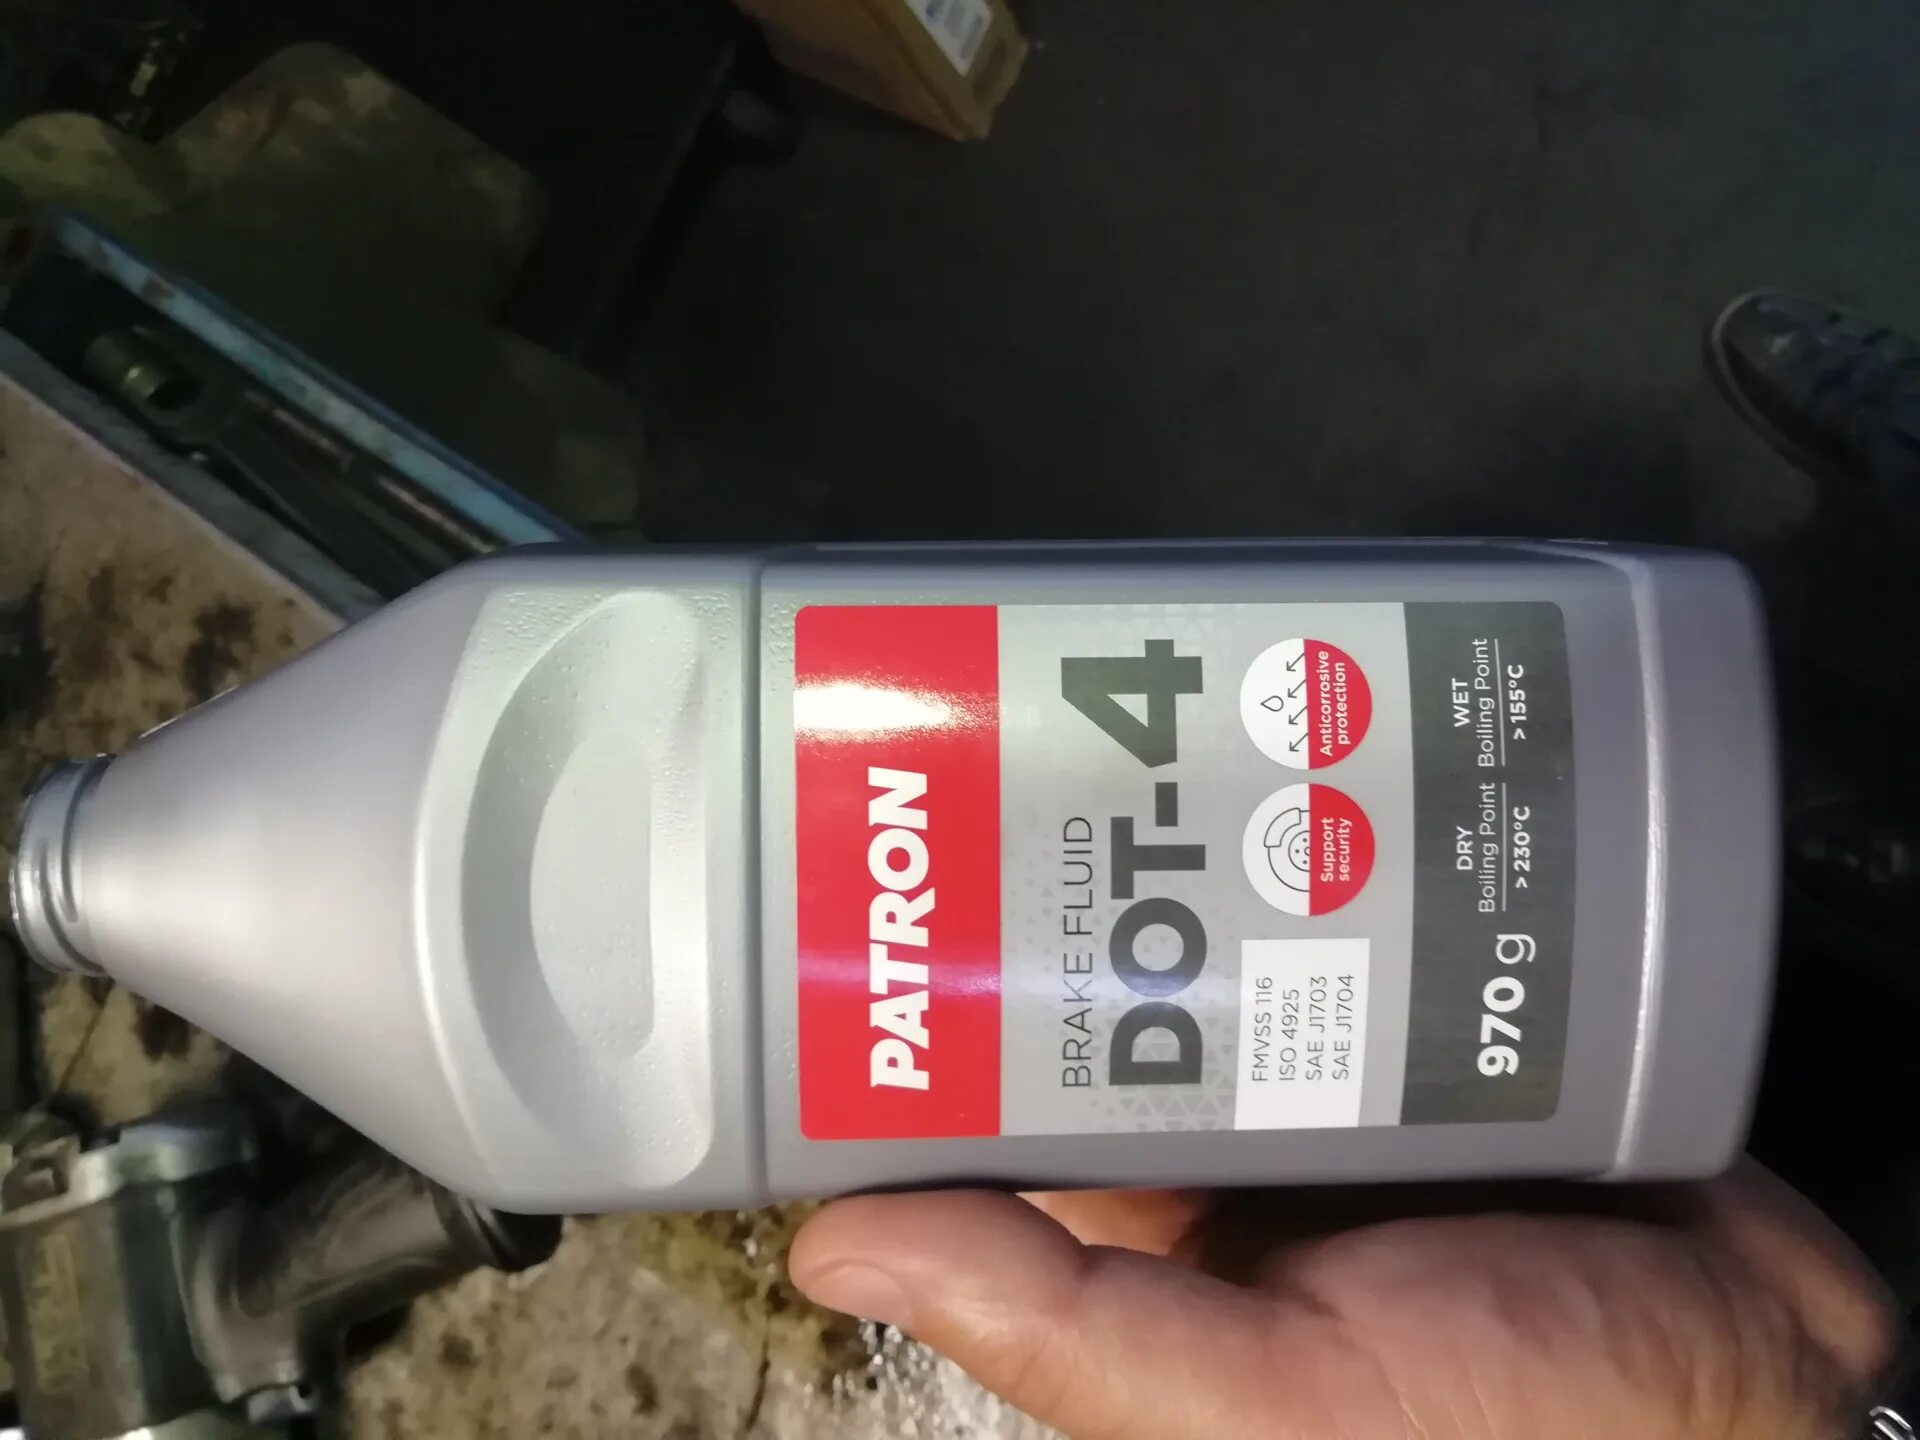 PATRON
BRAKE FLUID
DOT-4
FMVSS 116
ISO 4925
SAE J1703
SAE J1704
Support
security
Anticorrosive
protection
970 g
DRY
Boiling Point
>230°C
WET
Boiling Point
>155°C